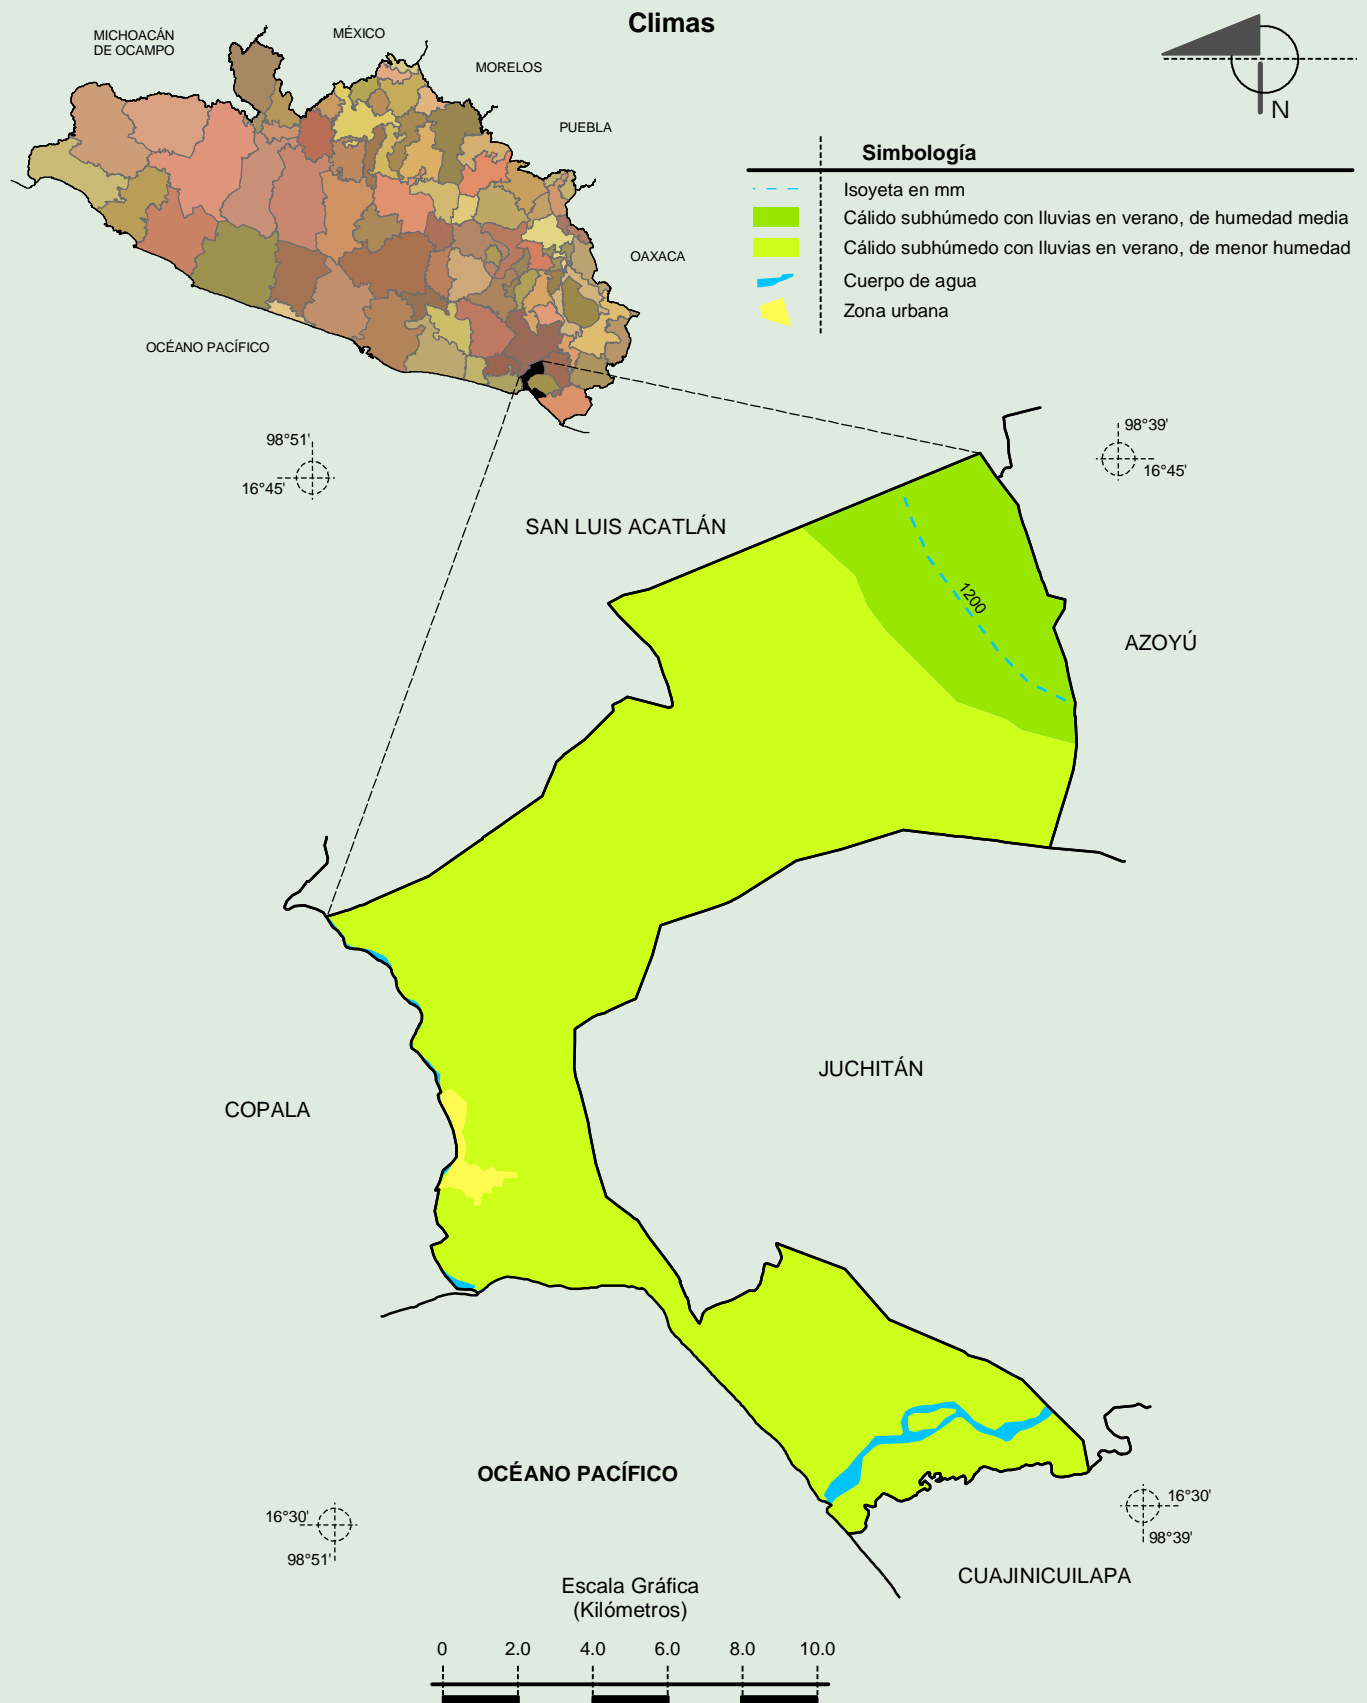 Climas
MICHOACÁN
DE OCAMPO
MÉXICO
MORELOS
PUEBLA
OAXACA
OCÉANO PACÍFICO
N
Simbología
Isoyeta en mm
Cálido subhúmedo con lluvias en verano, de humedad media
Cálido subhúmedo con lluvias en verano, de menor humedad
Cuerpo de agua
Zona urbana
98°51'
16°45'
98°39'
16°45'
SAN LUIS ACATLÁN
1200
AZOYÚ
JUCHITÁN
COPALA
OCÉANO PACÍFICO
16°30'
98°51'
16°30'
98°39'
CUAJINICUILAPA
Escala Gráfica
(Kilómetros)
0 2.0 4.0 6.0 8.0 10.0